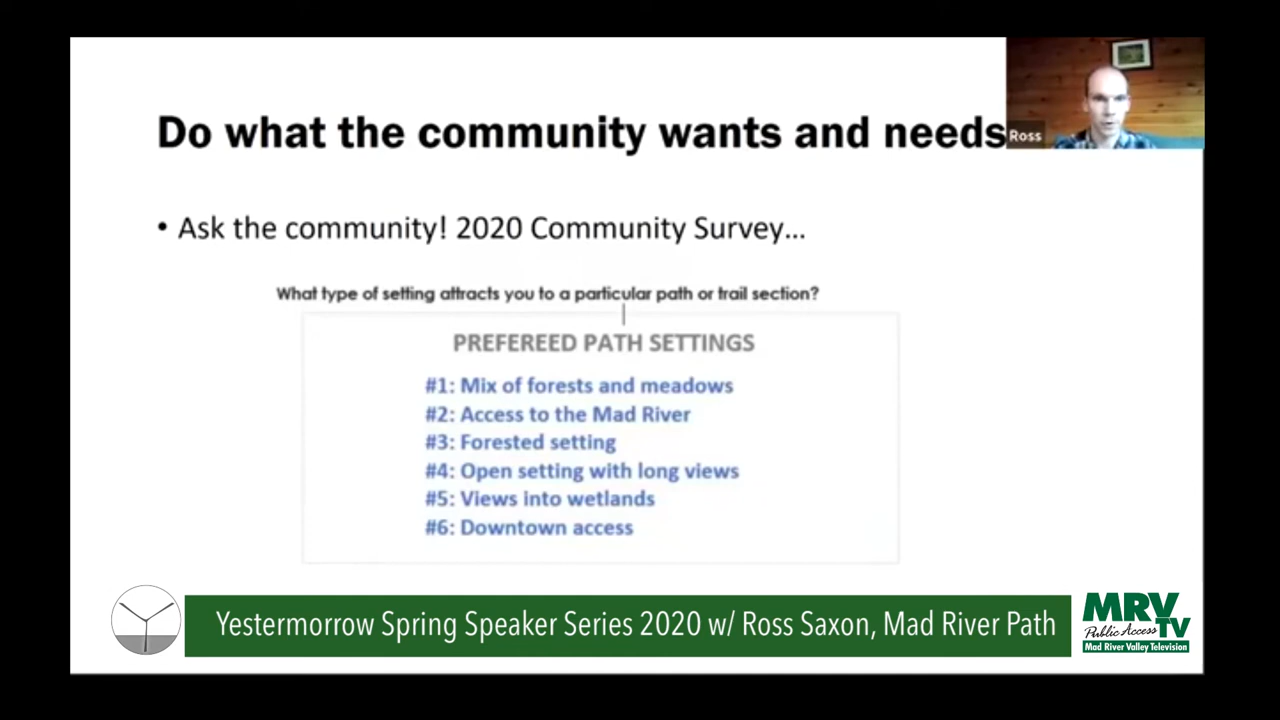 Do what the community wants and needs
Ross
• Ask the community! 2020 Community Survey...
What type of setting attracts you to a particular path or trail section?
PREFEREED PATH SETTINGS
#1: Mix of forests and meadows
#2: Access to the Mad River
#3: Forested setting
#4: Open setting with long views
#5: Views into wetlands
#6: Downtown access
Yestermorrow Spring Speaker Series 2020 w/ Ross Saxon, Mad River Path
MRV
Public Access TV
Mad River Valley Television